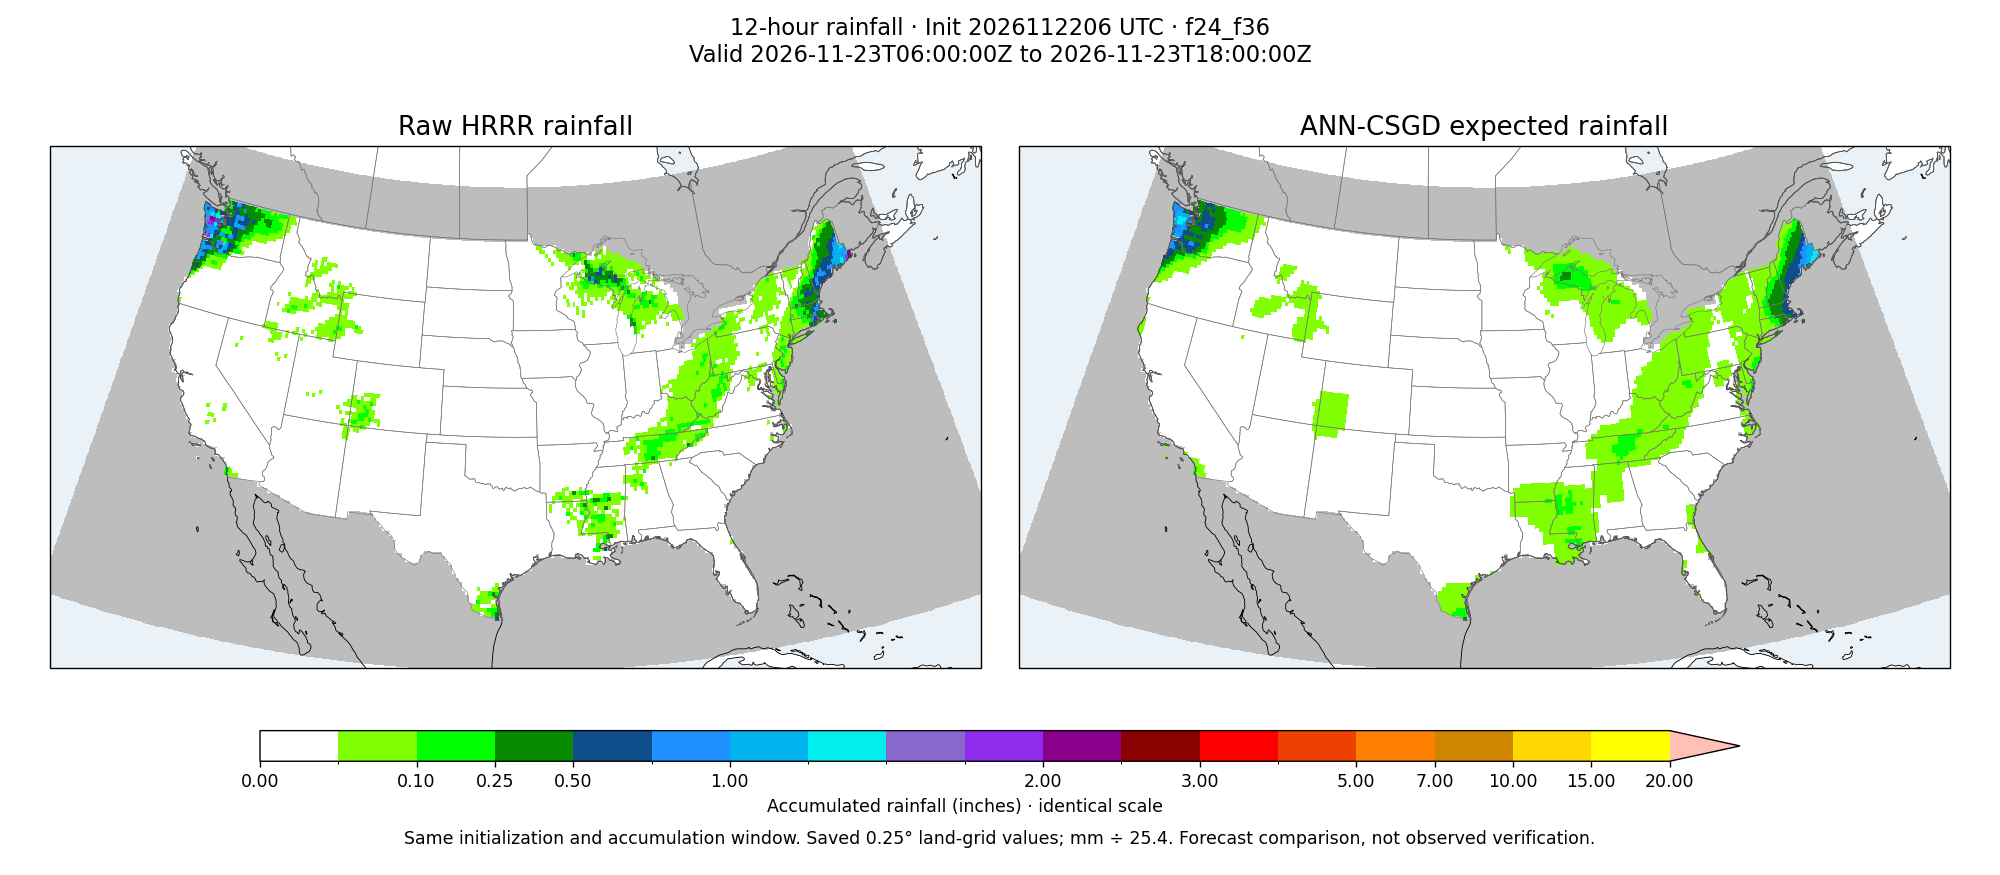 12-hour rainfall · Init 2026112206 UTC · f24_f36
Valid 2026-11-23T06:00:00Z to 2026-11-23T18:00:00Z
Raw HRRR rainfall
ANN-CSGD expected rainfall
0.00 0.10 0.25 0.50 1.00 2.00 3.00 5.00 7.00 10.00 15.00 20.00
Accumulated rainfall (inches) · identical scale
Same initialization and accumulation window. Saved 0.25° land-grid values; mm ÷ 25.4. Forecast comparison, not observed verification.